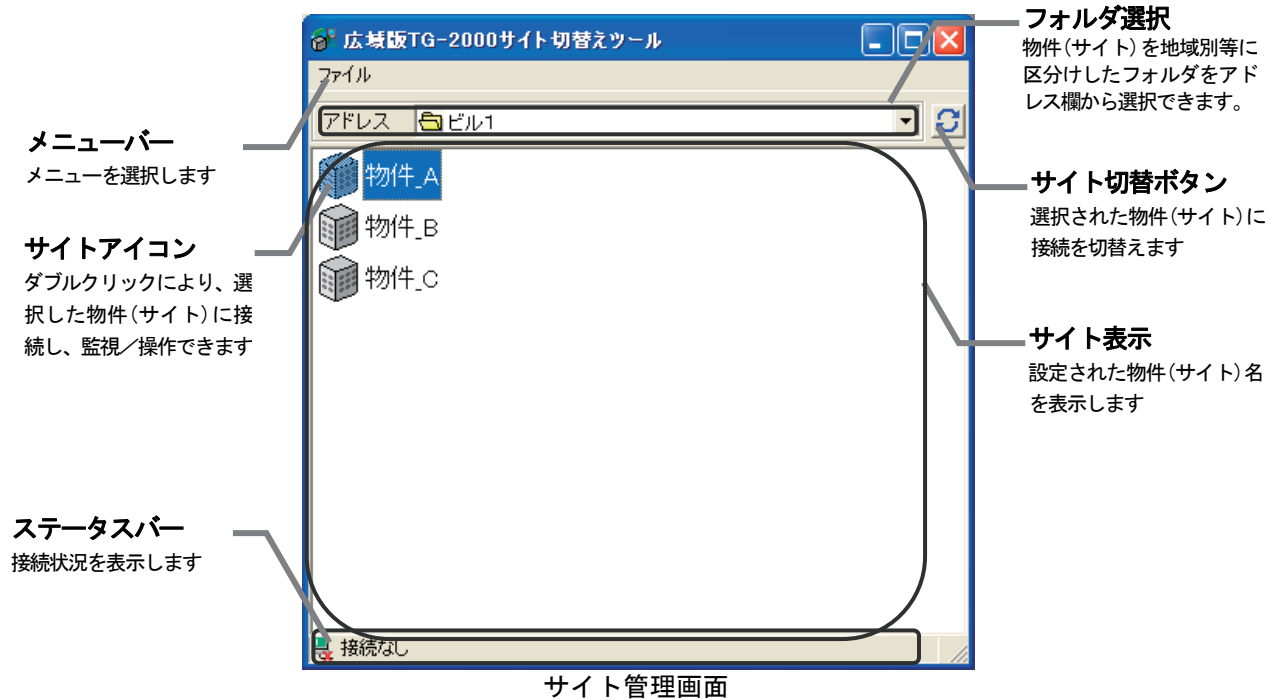 フォルダ選択
物件(サイト)を地域別等に
区分けしたフォルダをアド
レス欄から選択できます。
広域版TG-2000サイト切替えツール
ファイル
アドレス ビル1
メニューバー
メニューを選択します
物件_A
物件_B
物件_C
サイト切替ボタン
選択された物件(サイト)に
接続を切替えます
サイトアイコン
ダブルクリックにより、選
択した物件(サイト)に接
続し、監視/操作できます
サイト表示
設定された物件(サイト)名
を表示します
ステータスバー
接続状況を表示します
接続なし
サイト管理画面